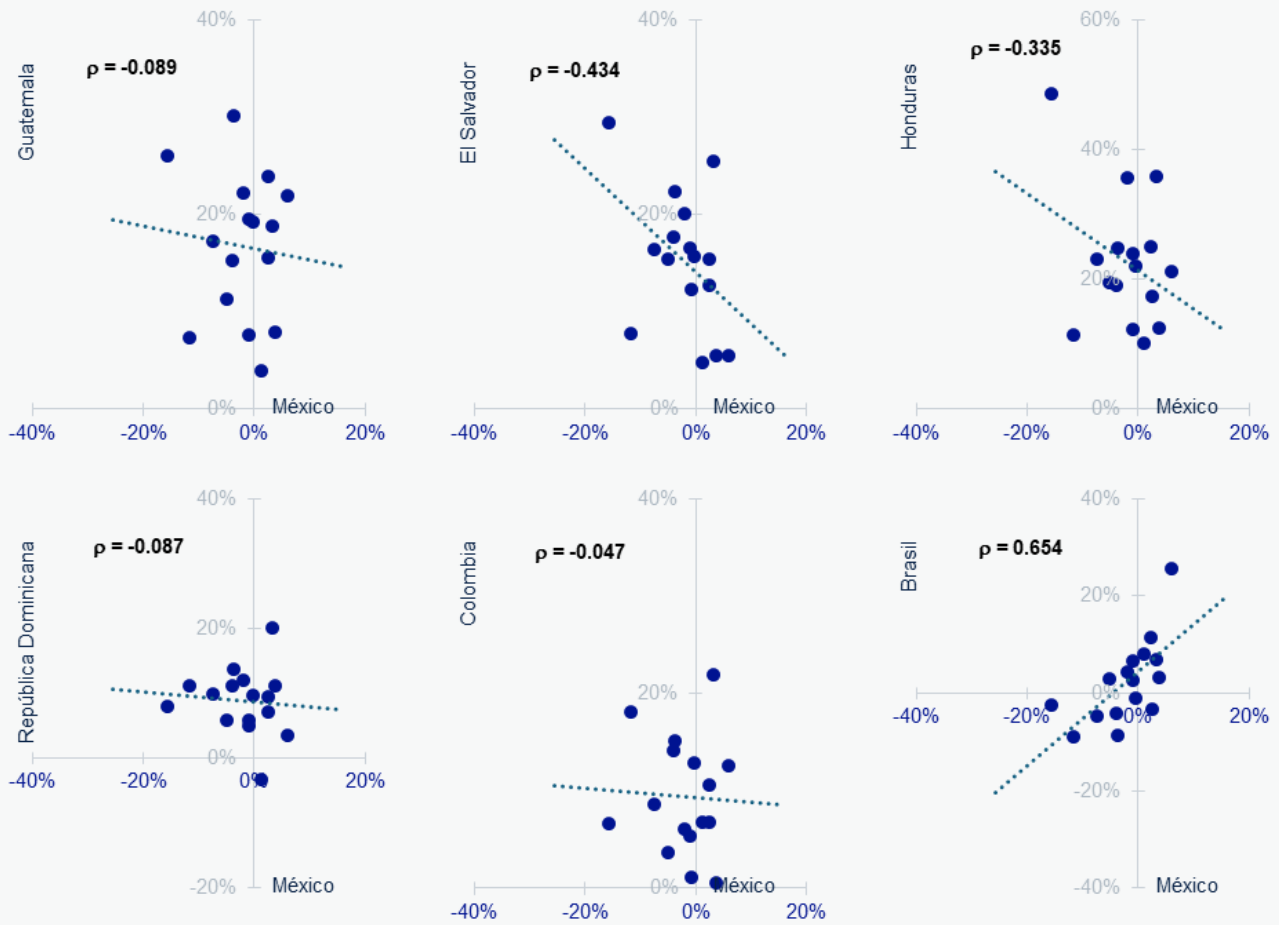 40%
ρ = -0.089
Guatemala
20%
0%
México
-40%
-20%
0%
20%
40%
ρ = -0.434
El Salvador
20%
0%
México
-40%
-20%
0%
20%
60%
ρ = -0.335
Honduras
40%
20%
0%
México
-40%
-20%
0%
20%
40%
ρ = -0.087
República Dominicana
20%
0%
-40%
-20%
0%
20%
-20%
México
40%
ρ = -0.047
Colombia
20%
0%
México
-40%
-20%
0%
20%
40%
ρ = 0.654
Brasil
20%
0%
-40%
-20%
0%
20%
-20%
-40%
México